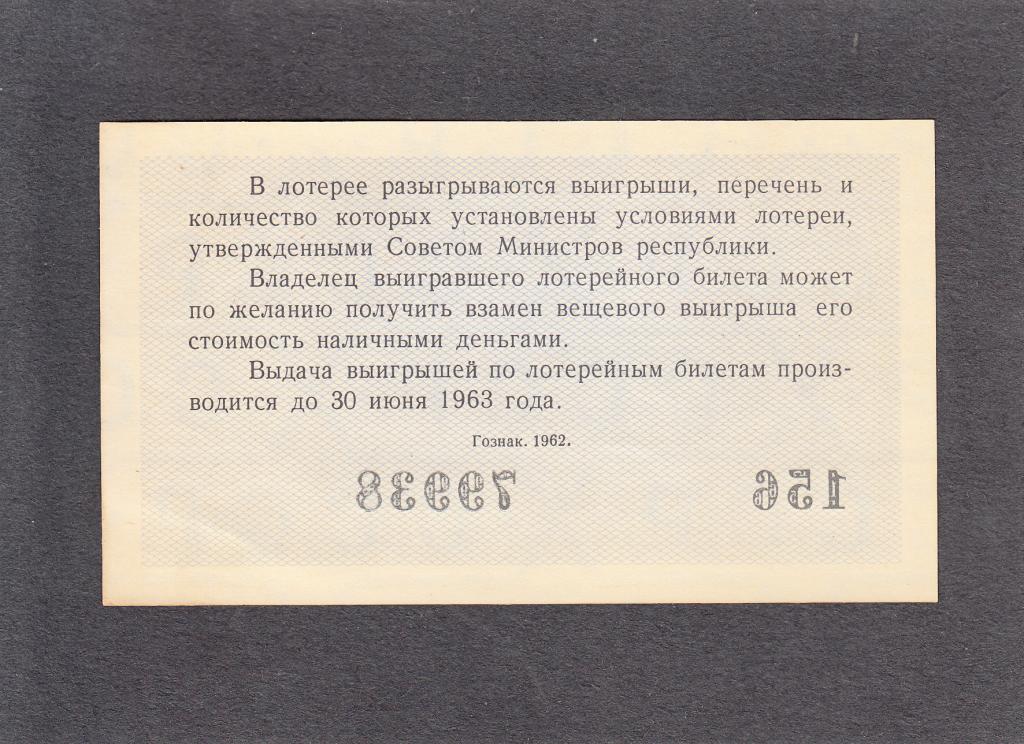 В лотерее разыгрываются выигрыши, перечень и
количество которых установлены условиями лотереи,
утвержденными Советом Министров республики.
Владелец выигравшего лотерейного билета может
по желанию получить взамен вещевого выигрыша его
стоимость наличными деньгами.
Выдача выигрышей по лотерейным билетам произ-
водится до 30 июня 1963 года.
Гознак. 1962.
79938 156